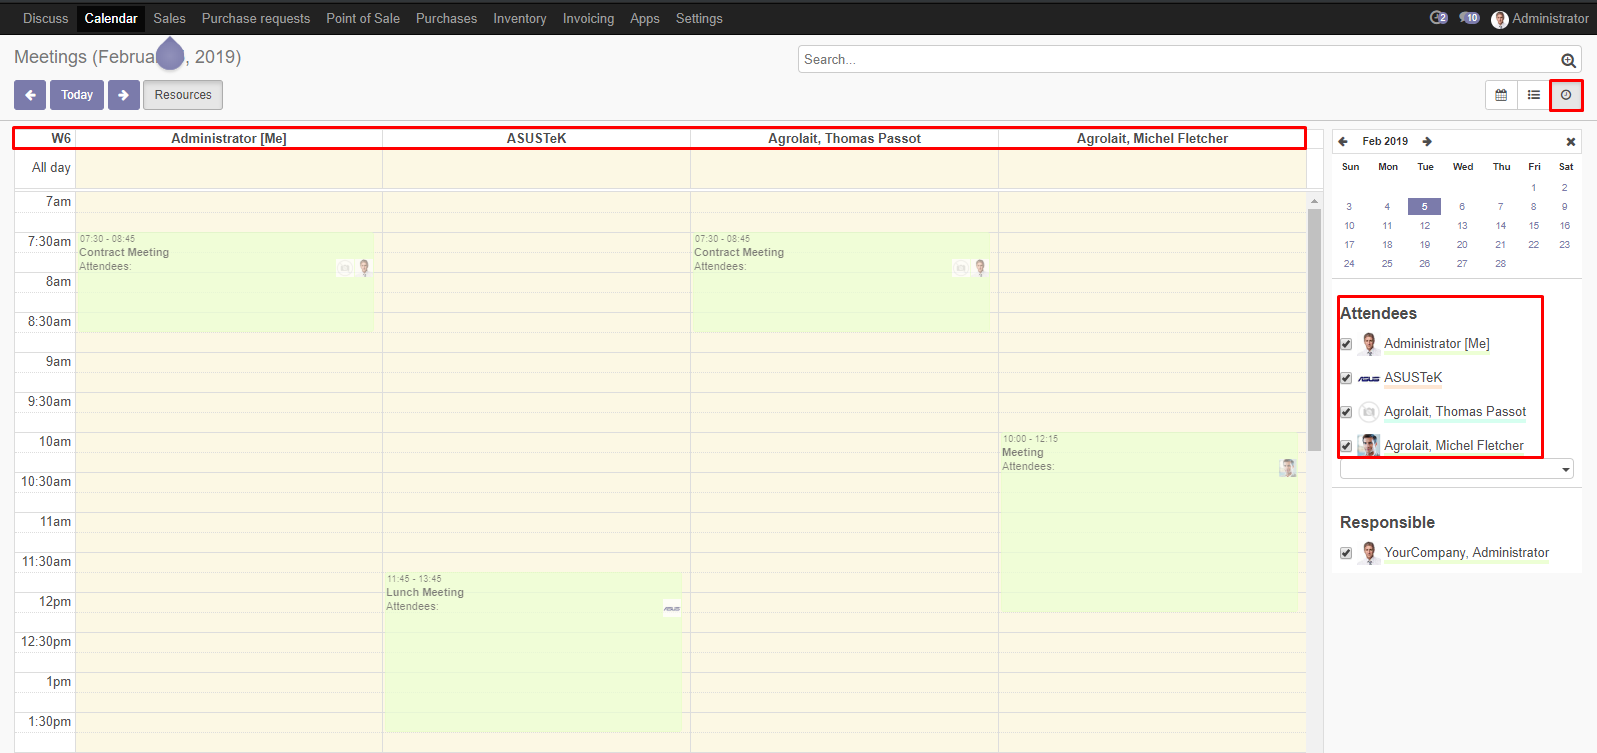 Discuss Calendar Sales Purchase requests Point of Sale Purchases Inventory Invoicing Apps Settings 2 10 Administrator
Meetings (Februa , 2019)
Search...
Today Resources
W6 Administrator [Me] ASUSTeK Agrolait, Thomas Passot Agrolait, Michel Fletcher
All day
7am
7:30am
07:30 - 08:45
Contract Meeting
Attendees:
07:30 - 08:45
Contract Meeting
Attendees:
8am
8:30am
9am
9:30am
10am
10:00 - 12:15
Meeting
Attendees:
10:30am
11am
11:30am
11:45 - 13:45
Lunch Meeting
Attendees:
ASUS
12pm
12:30pm
1pm
1:30pm
Feb 2019
Sun Mon Tue Wed Thu Fri Sat
1 2
3 4 5 6 7 8 9
10 11 12 13 14 15 16
17 18 19 20 21 22 23
24 25 26 27 28
Attendees
Administrator [Me]
ASUS ASUSTeK
Agrolait, Thomas Passot
Agrolait, Michel Fletcher
Responsible
YourCompany, Administrator